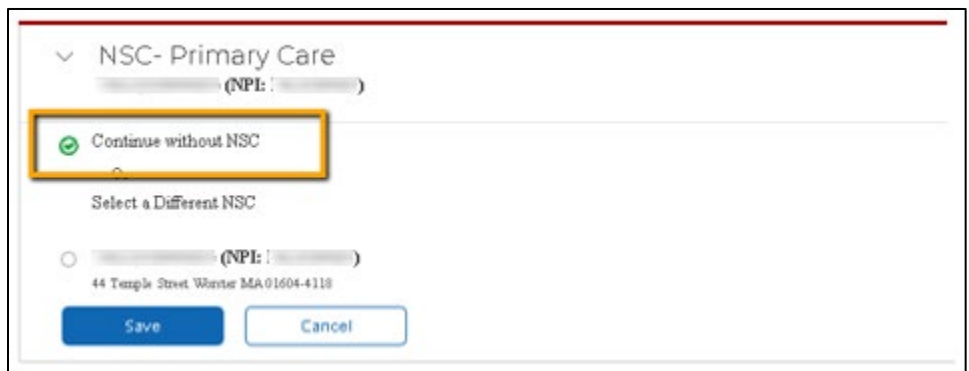 NSC- Primary Care
(NPI: )
Continue without NSC
Select a Different NSC
(NPI: )
44 Temple Street Worster MA 01604-4118
Save Cancel